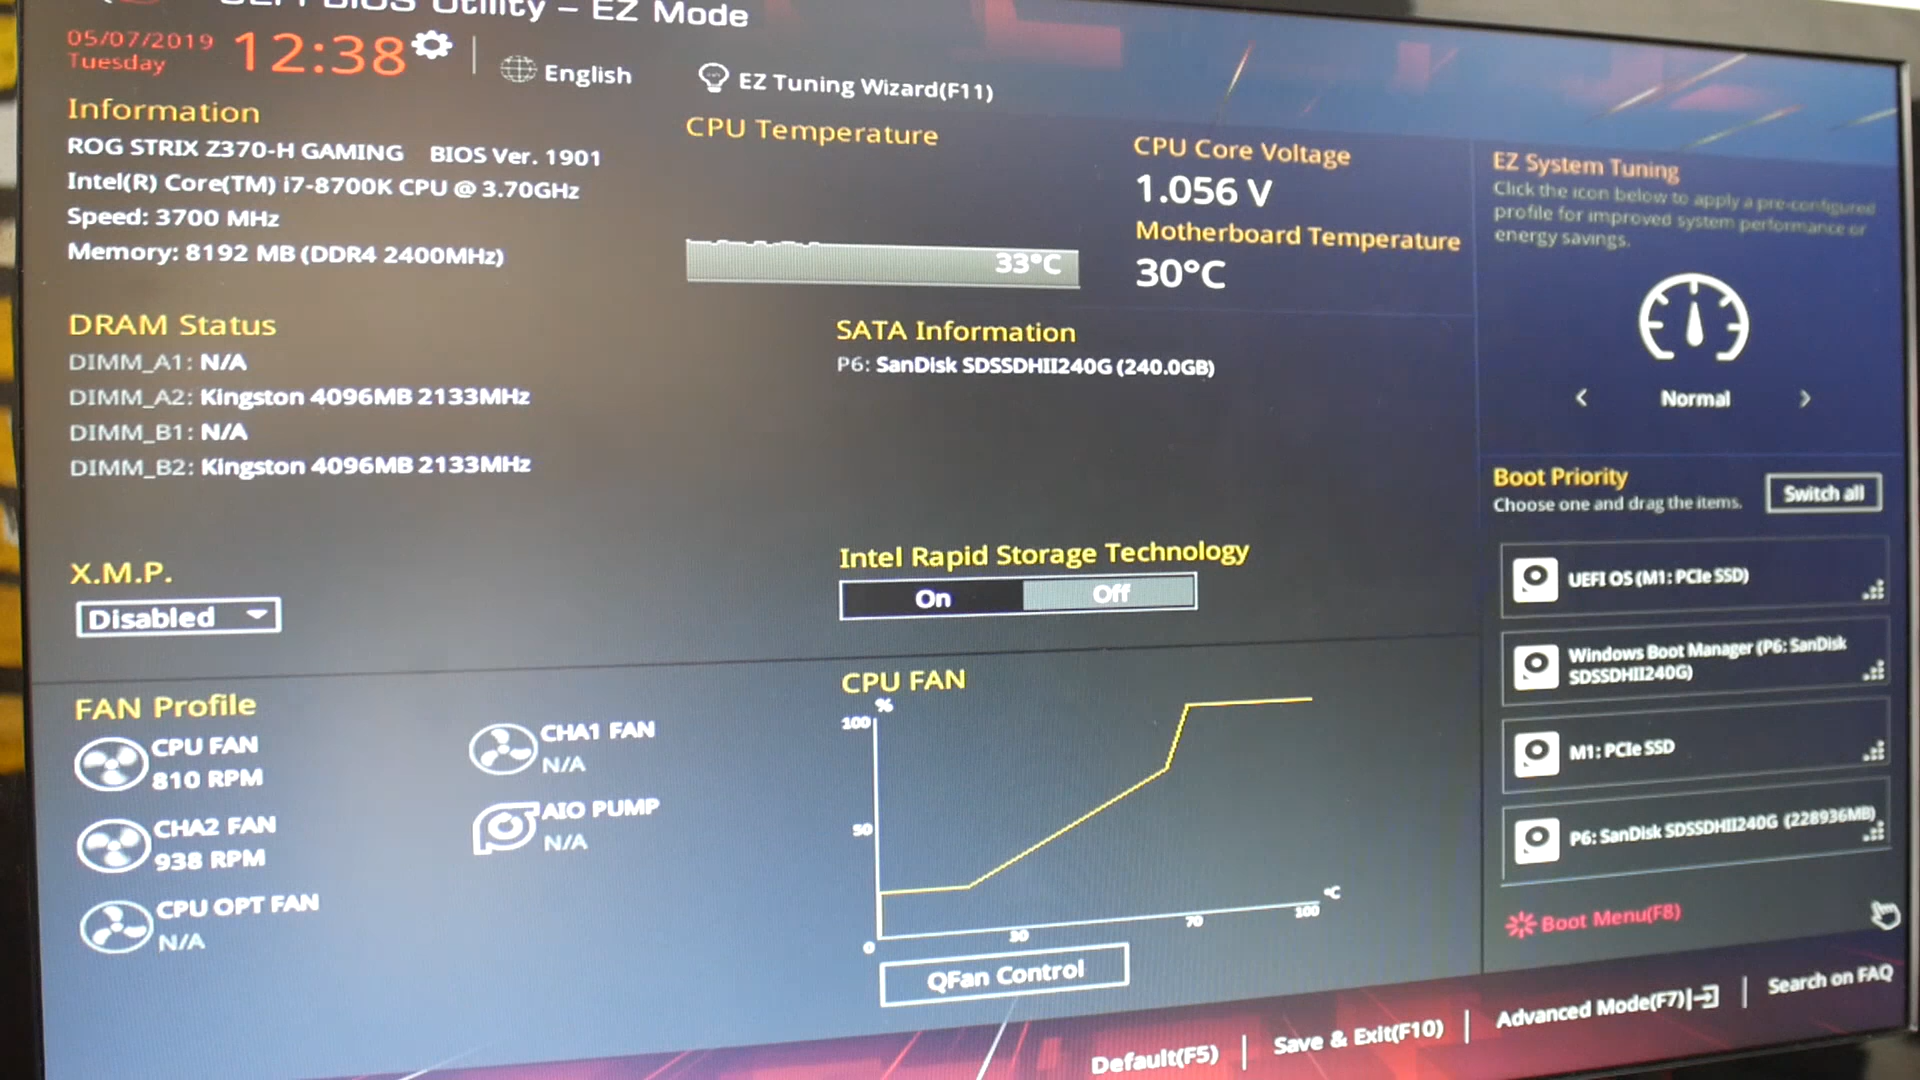 BIOS Utility – EZ Mode
05/07/2019
Tuesday
12:38
English
EZ Tuning Wizard(F11)
Information
ROG STRIX Z370-H GAMING BIOS Ver. 1901
Intel(R) Core(TM) i7-8700K CPU @ 3.70GHz
Speed: 3700 MHz
Memory: 8192 MB (DDR4 2400MHz)
CPU Temperature
33°C
CPU Core Voltage
1.056 V
Motherboard Temperature
30°C
EZ System Tuning
Click the icon below to apply a pre-configured
profile for improved system performance or
energy savings.
Normal
DRAM Status
DIMM_A1: N/A
DIMM_A2: Kingston 4096MB 2133MHz
DIMM_B1: N/A
DIMM_B2: Kingston 4096MB 2133MHz
SATA Information
P6: SanDisk SDSSDHII240G (240.0GB)
X.M.P.
Disabled
Intel Rapid Storage Technology
On
Off
Boot Priority
Choose one and drag the items.
Switch all
UEFI OS (M1: PCIe SSD)
Windows Boot Manager (P6: SanDisk
SDSSDHII240G)
M1: PCIe SSD
P6: SanDisk SDSSDHII240G (228936MB)
Boot Menu(F8)
FAN Profile
CPU FAN
810 RPM
CHA1 FAN
N/A
CHA2 FAN
938 RPM
AIO PUMP
N/A
CPU OPT FAN
N/A
CPU FAN
%
100
50
0
30
70
100
°C
QFan Control
Default(F5)
Save & Exit(F10)
Advanced Mode(F7)
Search on FAQ